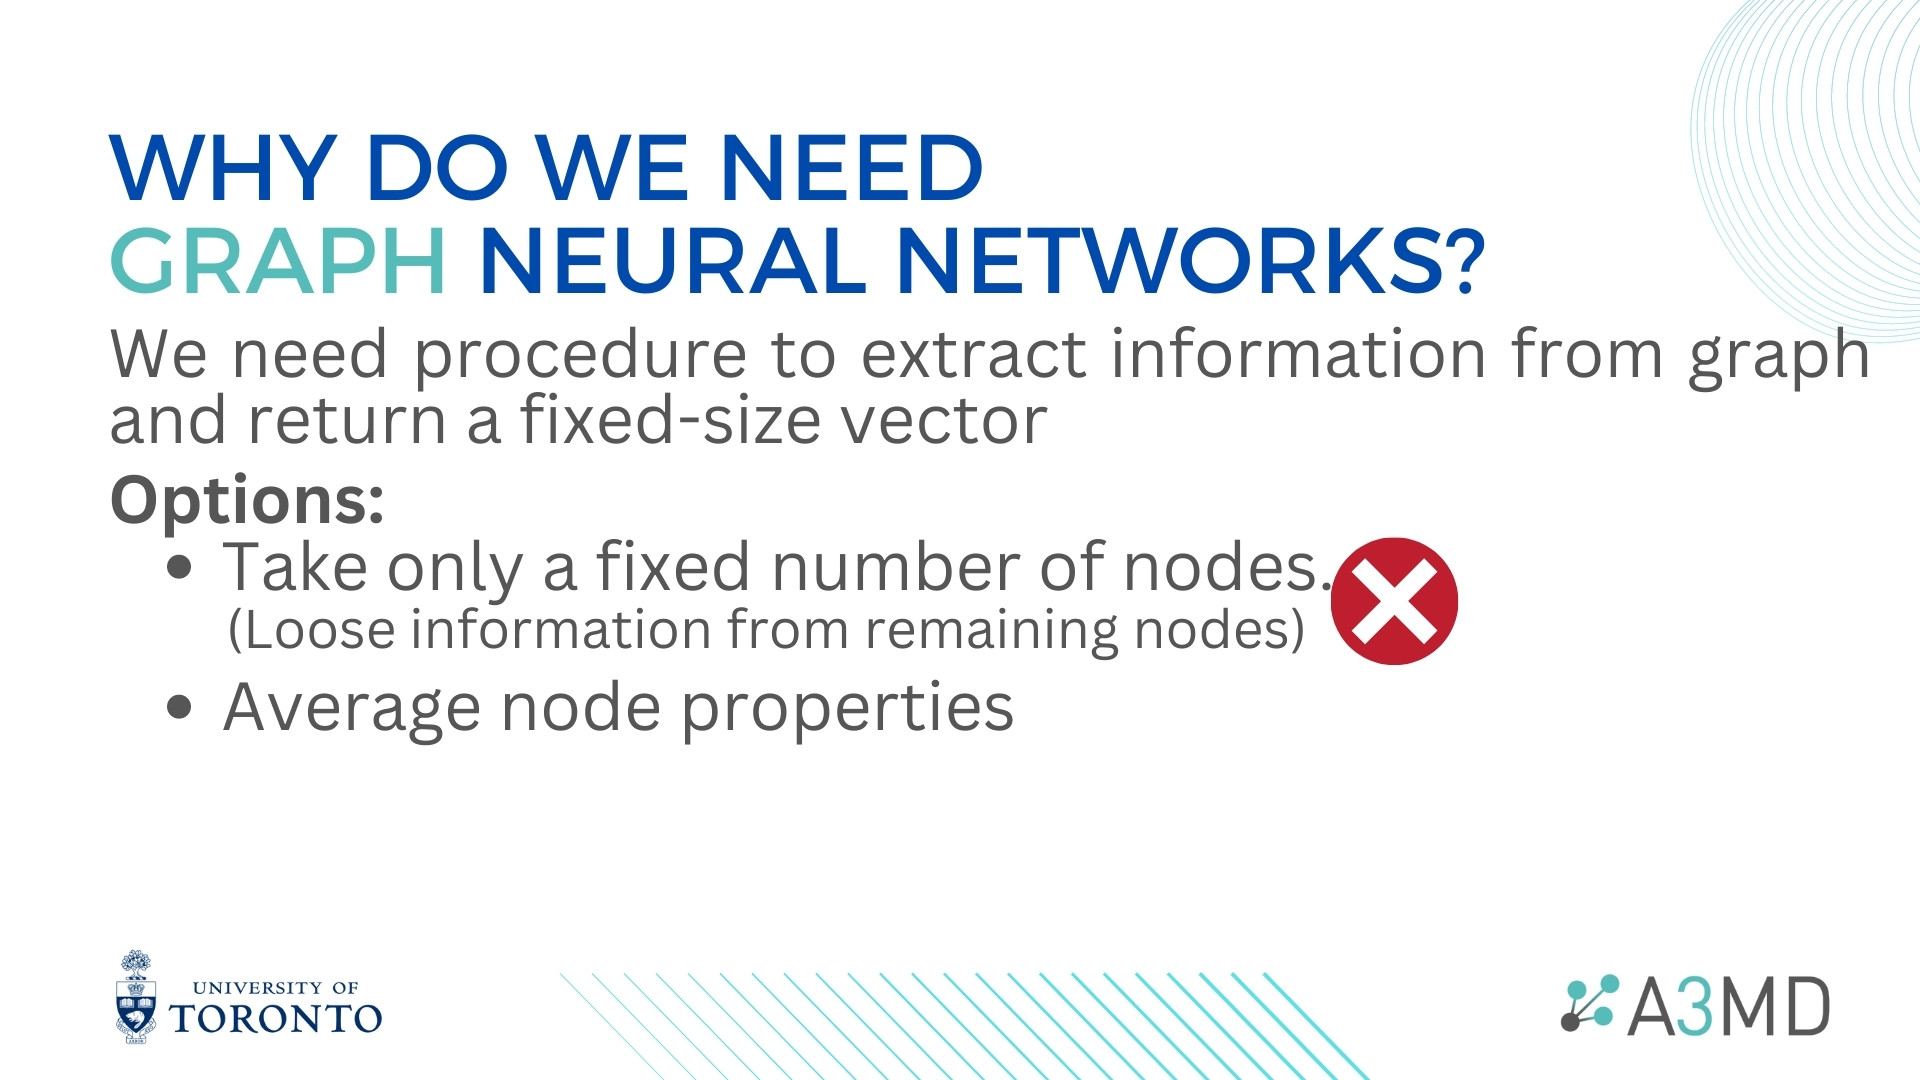 WHY DO WE NEED
GRAPH NEURAL NETWORKS?
We need procedure to extract information from graph
and return a fixed-size vector
Options:
• Take only a fixed number of nodes.
(Loose information from remaining nodes)
• Average node properties
UNIVERSITY OF
TORONTO
A3MD